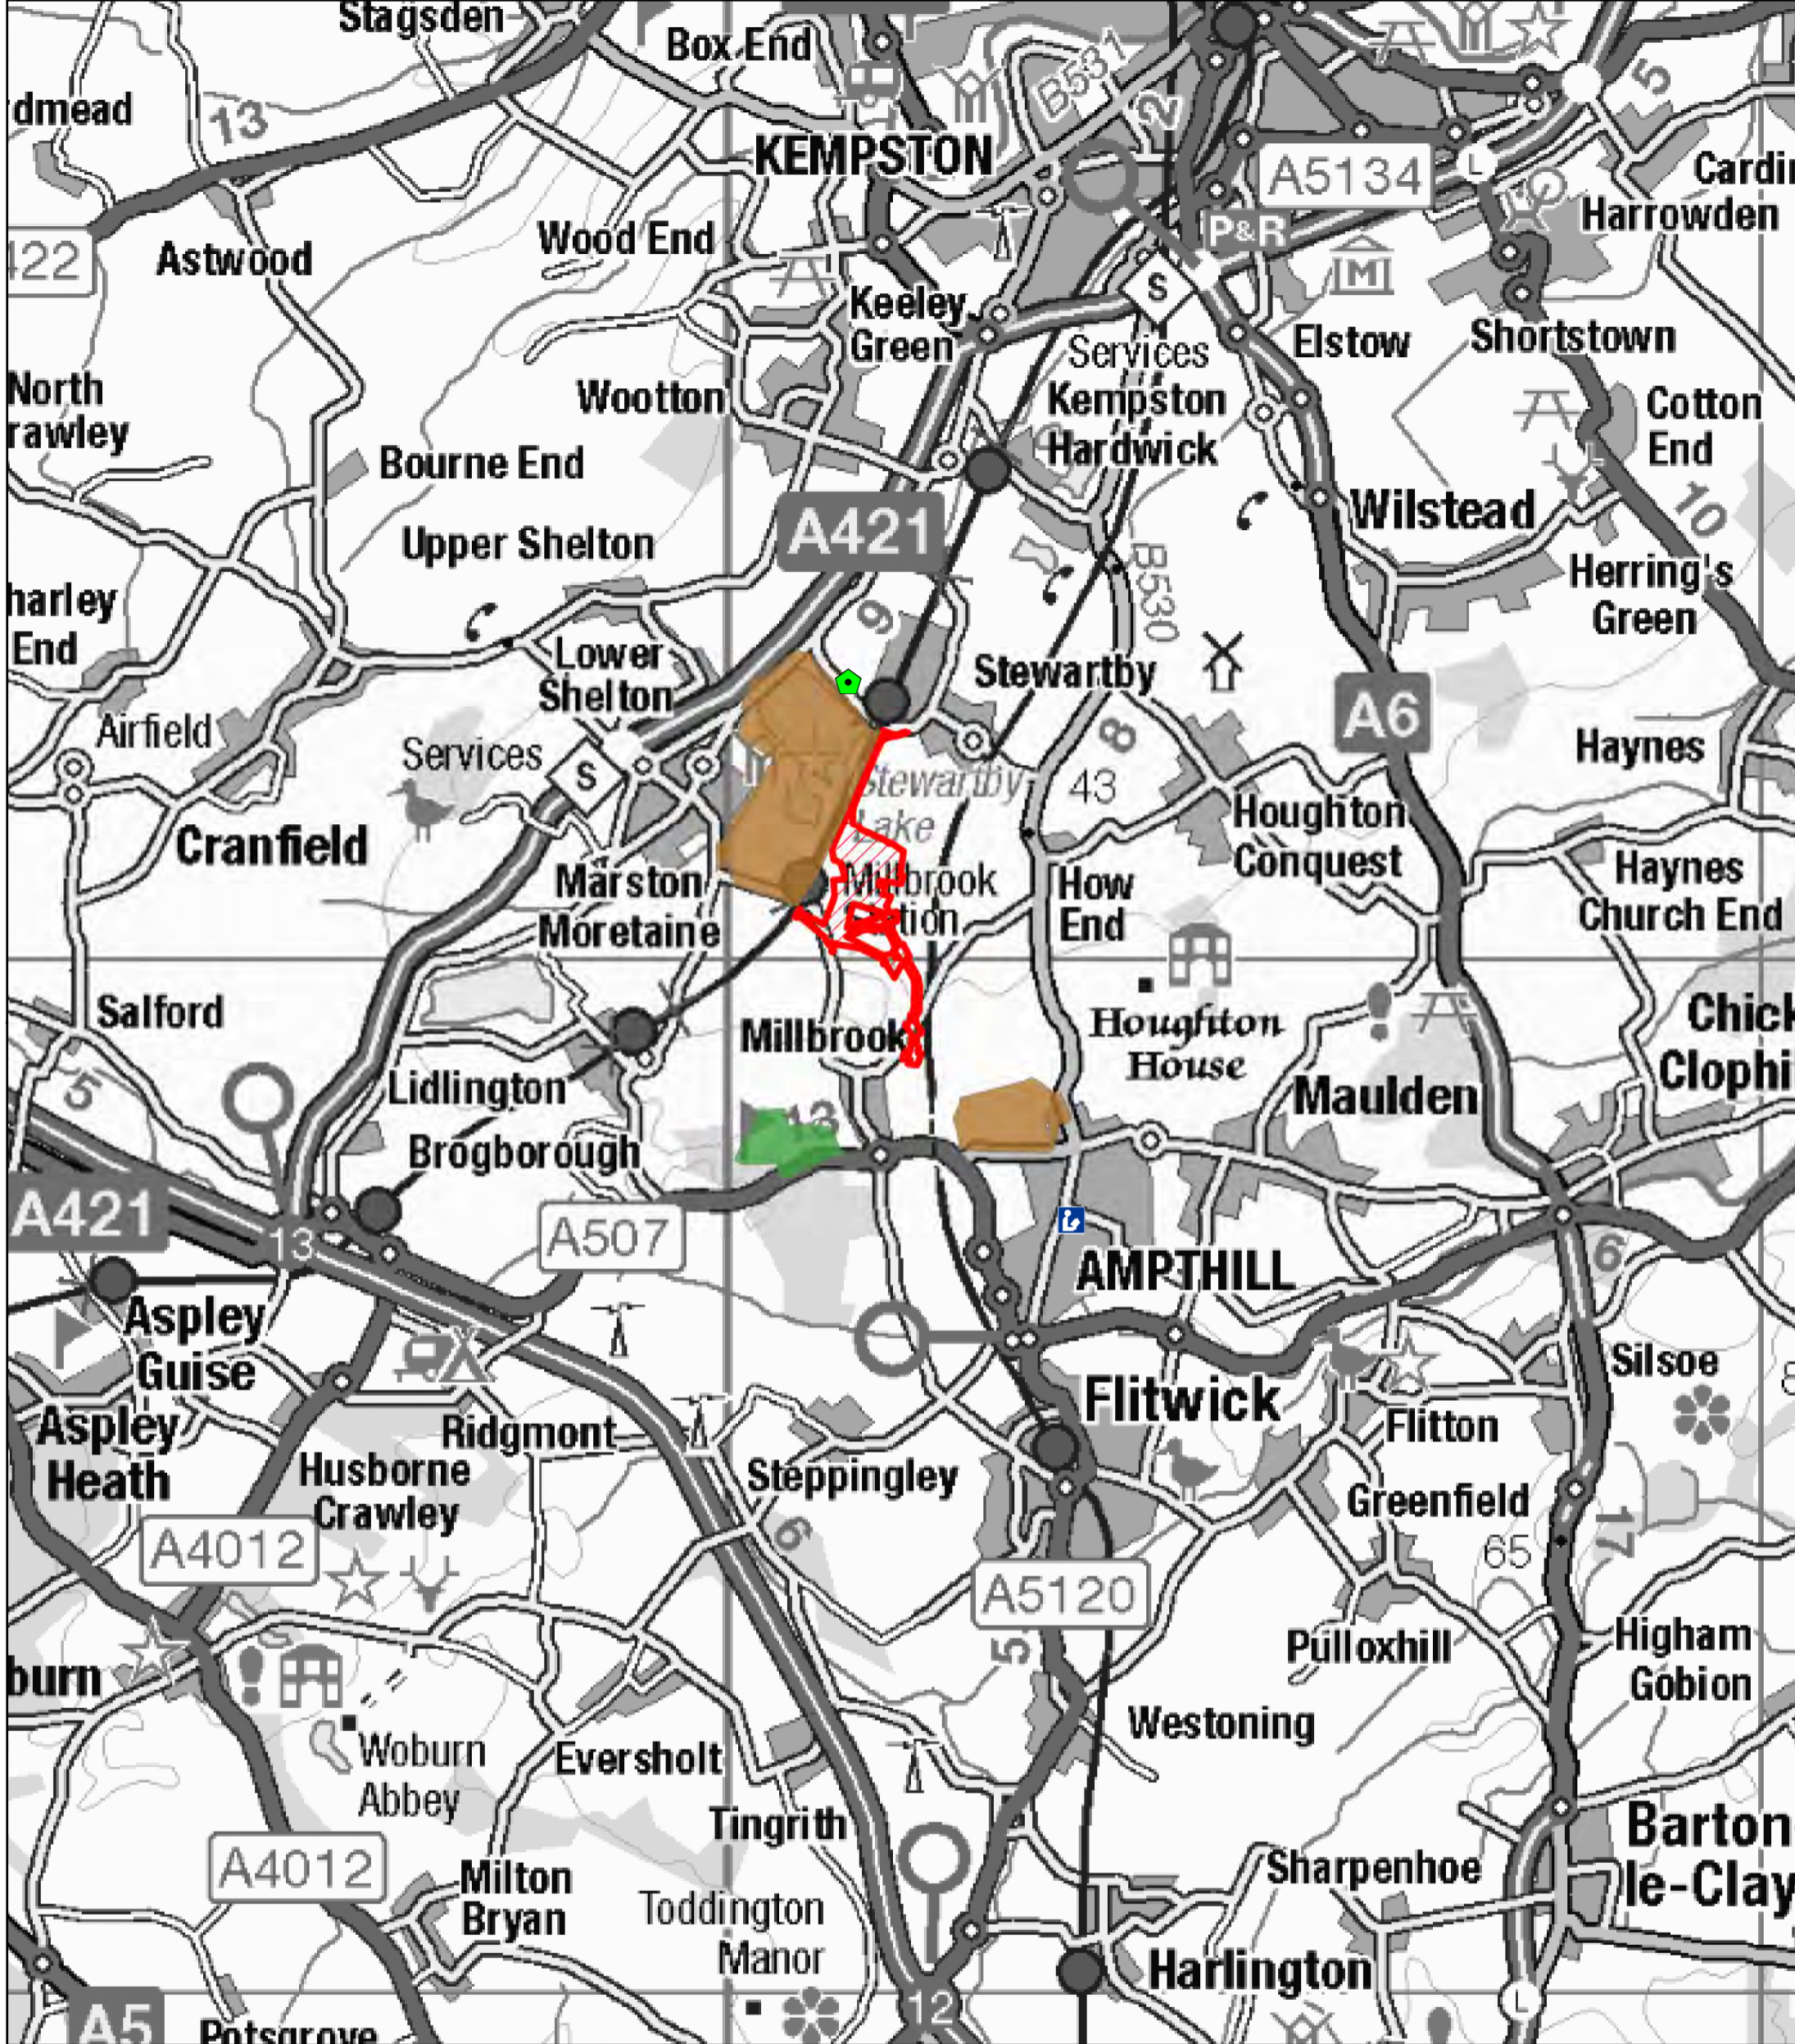 Stagsden
Box End
B531
2
5
dmead
13
KEMPSTON
A5134
Cardin
Harrowden
P&R
L
422
Astwood
Wood End
M
S
Keeley
Green
Services
Elstow
Shortstown
North
rawley
Wootton
Kempston
Hardwick
Cotton
End
Bourne End
L
A421
Wilstead
10
Upper Shelton
B530
Herring's
Green
harley
End
9
Lower
Shelton
Stewartby
A6
Airfield
Services
S
8
Haynes
Stewartby
Lake
43
Houghton
Conquest
Cranfield
Marston
Moretaine
Millbrook
Station
How
End
Haynes
Church End
Salford
Millbrook
Houghton
House
Chick
Clophi
5
Lidlington
Maulden
13
Brogborough
A421
13
A507
6
AMPTHILL
Aspley
Guise
Silsoe
8
Flitwick
Aspley
Heath
Ridgmont
Flitton
Husborne
Crawley
Steppingley
Greenfield
A4012
6
65
17
A5120
5
Pulloxhill
Higham
Gobion
burn
Westoning
Woburn
Abbey
Eversholt
Tingrith
Barton
le-Clay
A4012
Milton
Bryan
Sharpenhoe
Toddington
Manor
Harlington
12
L
A5
Potsgrove